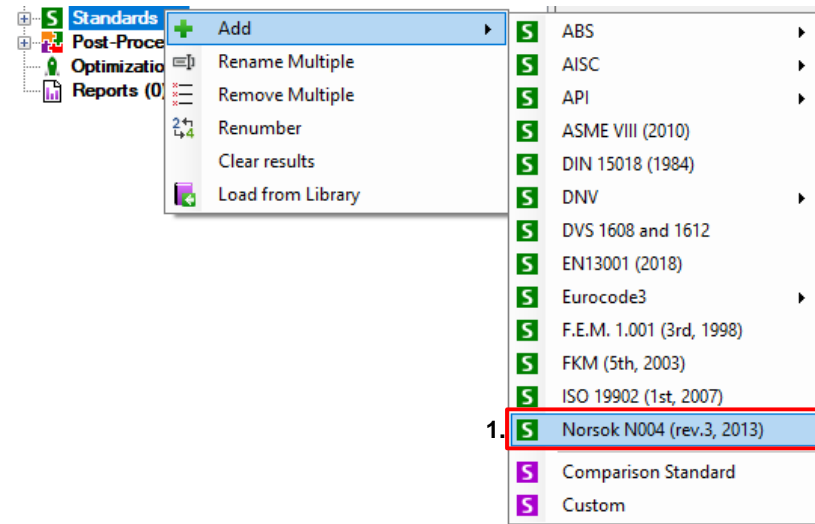 Standards
Post-Proce
Optimizatio
Reports (0)
Add
Rename Multiple
Remove Multiple
Renumber
Clear results
Load from Library
S ABS
S AISC
S API
S ASME VIII (2010)
S DIN 15018 (1984)
S DNV
S DVS 1608 and 1612
S EN13001 (2018)
S Eurocode3
S F.E.M. 1.001 (3rd, 1998)
S FKM (5th, 2003)
S ISO 19902 (1st, 2007)
1. S Norsok N004 (rev.3, 2013)
S Comparison Standard
S Custom